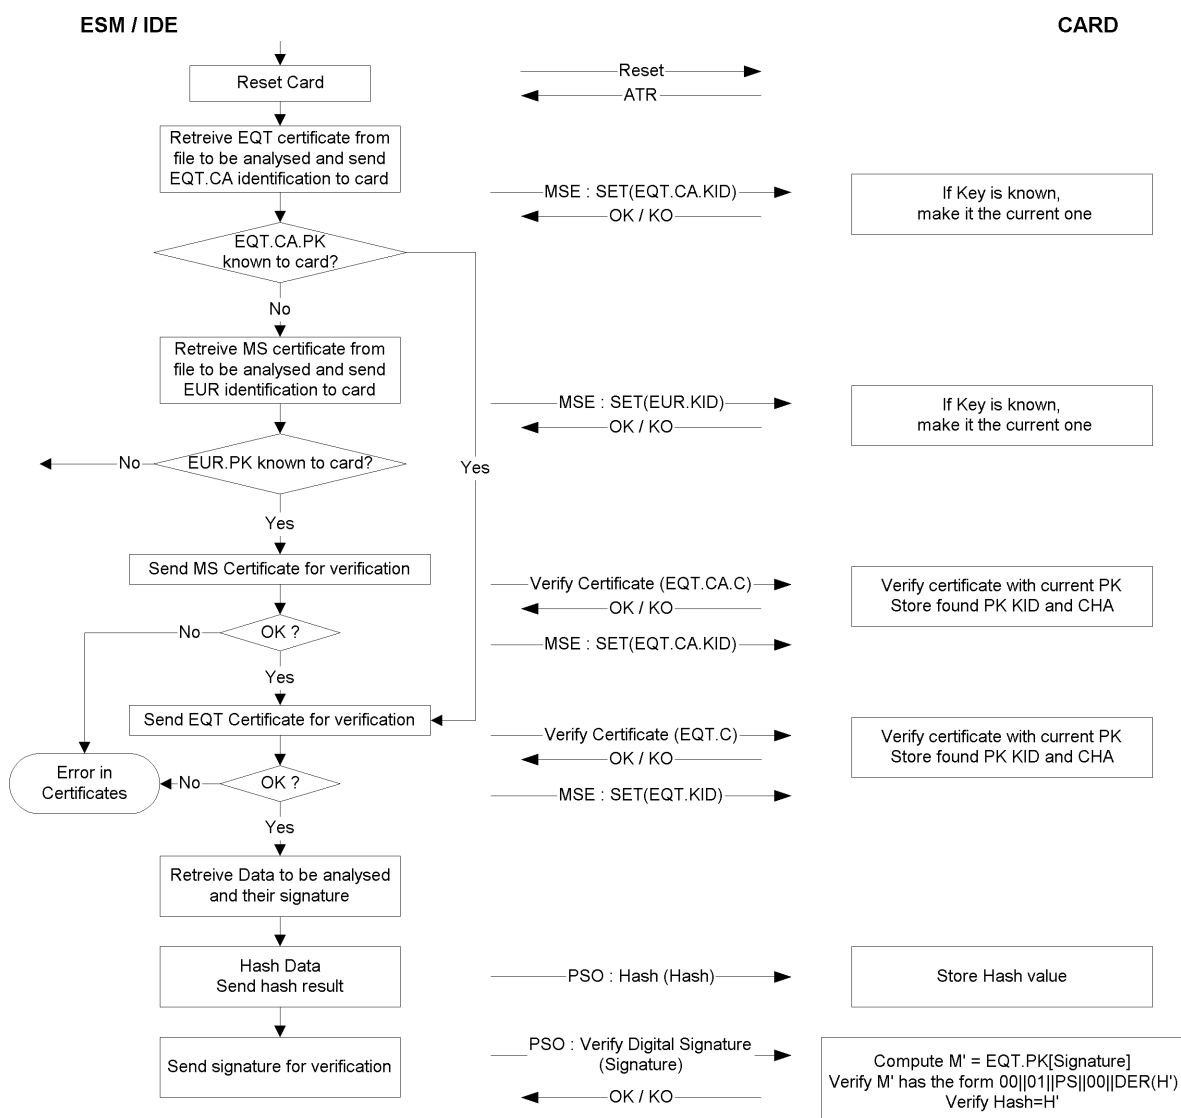 ESM / IDE
CARD
Reset Card
Reset
ATR
Retreive EQT certificate from
file to be analysed and send
EQT.CA identification to card
MSE : SET(EQT.CA.KID)
OK / KO
If Key is known,
make it the current one
EQT.CA.PK
known to card?
No
Yes
Retreive MS certificate from
file to be analysed and send
EUR identification to card
MSE : SET(EUR.KID)
OK / KO
If Key is known,
make it the current one
EUR.PK known to card?
No
Yes
Send MS Certificate for verification
Verify Certificate (EQT.CA.C)
OK / KO
Verify certificate with current PK
Store found PK KID and CHA
OK ?
No
Yes
MSE : SET(EQT.CA.KID)
Send EQT Certificate for verification
Verify Certificate (EQT.C)
OK / KO
Verify certificate with current PK
Store found PK KID and CHA
Error in
Certificates
No
OK ?
Yes
MSE : SET(EQT.KID)
Retreive Data to be analysed
and their signature
Hash Data
Send hash result
PSO : Hash (Hash)
Store Hash value
Send signature for verification
PSO : Verify Digital Signature
(Signature)
OK / KO
Compute M' = EQT.PK[Signature]
Verify M' has the form 00||01||PS||00||DER(H')
Verify Hash=H'